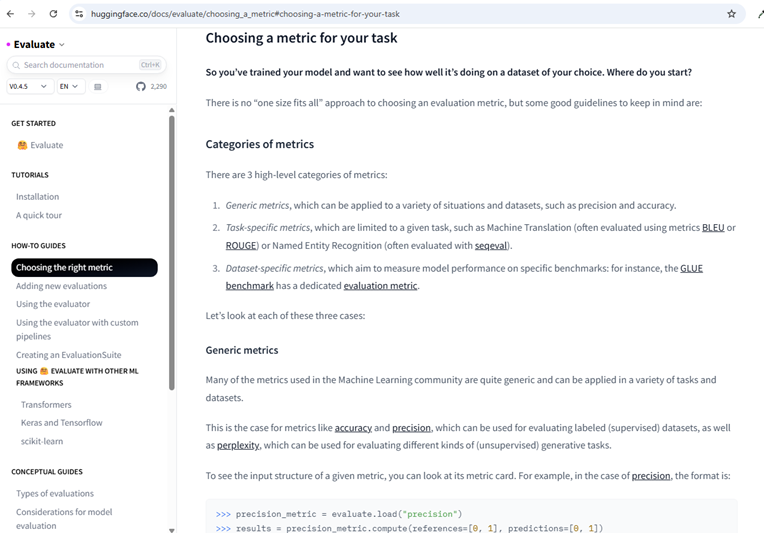 huggingface.co/docs/evaluate/choosing_a_metric#choosing-a-metric-for-your-task
Evaluate
Search documentation
Ctrl+K
V0.4.5
EN
2,290
GET STARTED
🤗 Evaluate
TUTORIALS
Installation
A quick tour
HOW-TO GUIDES
Choosing the right metric
Adding new evaluations
Using the evaluator
Using the evaluator with custom
pipelines
Creating an EvaluationSuite
USING 🤗 EVALUATE WITH OTHER ML
FRAMEWORKS
Transformers
Keras and Tensorflow
scikit-learn
CONCEPTUAL GUIDES
Types of evaluations
Considerations for model
evaluation
Choosing a metric for your task
So you've trained your model and want to see how well it's doing on a dataset of your choice. Where do you start?
There is no “one size fits all” approach to choosing an evaluation metric, but some good guidelines to keep in mind are:
Categories of metrics
There are 3 high-level categories of metrics:
1. Generic metrics, which can be applied to a variety of situations and datasets, such as precision and accuracy.
2. Task-specific metrics, which are limited to a given task, such as Machine Translation (often evaluated using metrics BLEU or
ROUGE) or Named Entity Recognition (often evaluated with seqeval).
3. Dataset-specific metrics, which aim to measure model performance on specific benchmarks: for instance, the GLUE
benchmark has a dedicated evaluation metric.
Let's look at each of these three cases:
Generic metrics
Many of the metrics used in the Machine Learning community are quite generic and can be applied in a variety of tasks and
datasets.
This is the case for metrics like accuracy and precision, which can be used for evaluating labeled (supervised) datasets, as well
as perplexity, which can be used for evaluating different kinds of (unsupervised) generative tasks.
To see the input structure of a given metric, you can look at its metric card. For example, in the case of precision, the format is:
>>> precision_metric = evaluate.load("precision")
>>> results = precision_metric.compute(references=[0, 1], predictions=[0, 1])